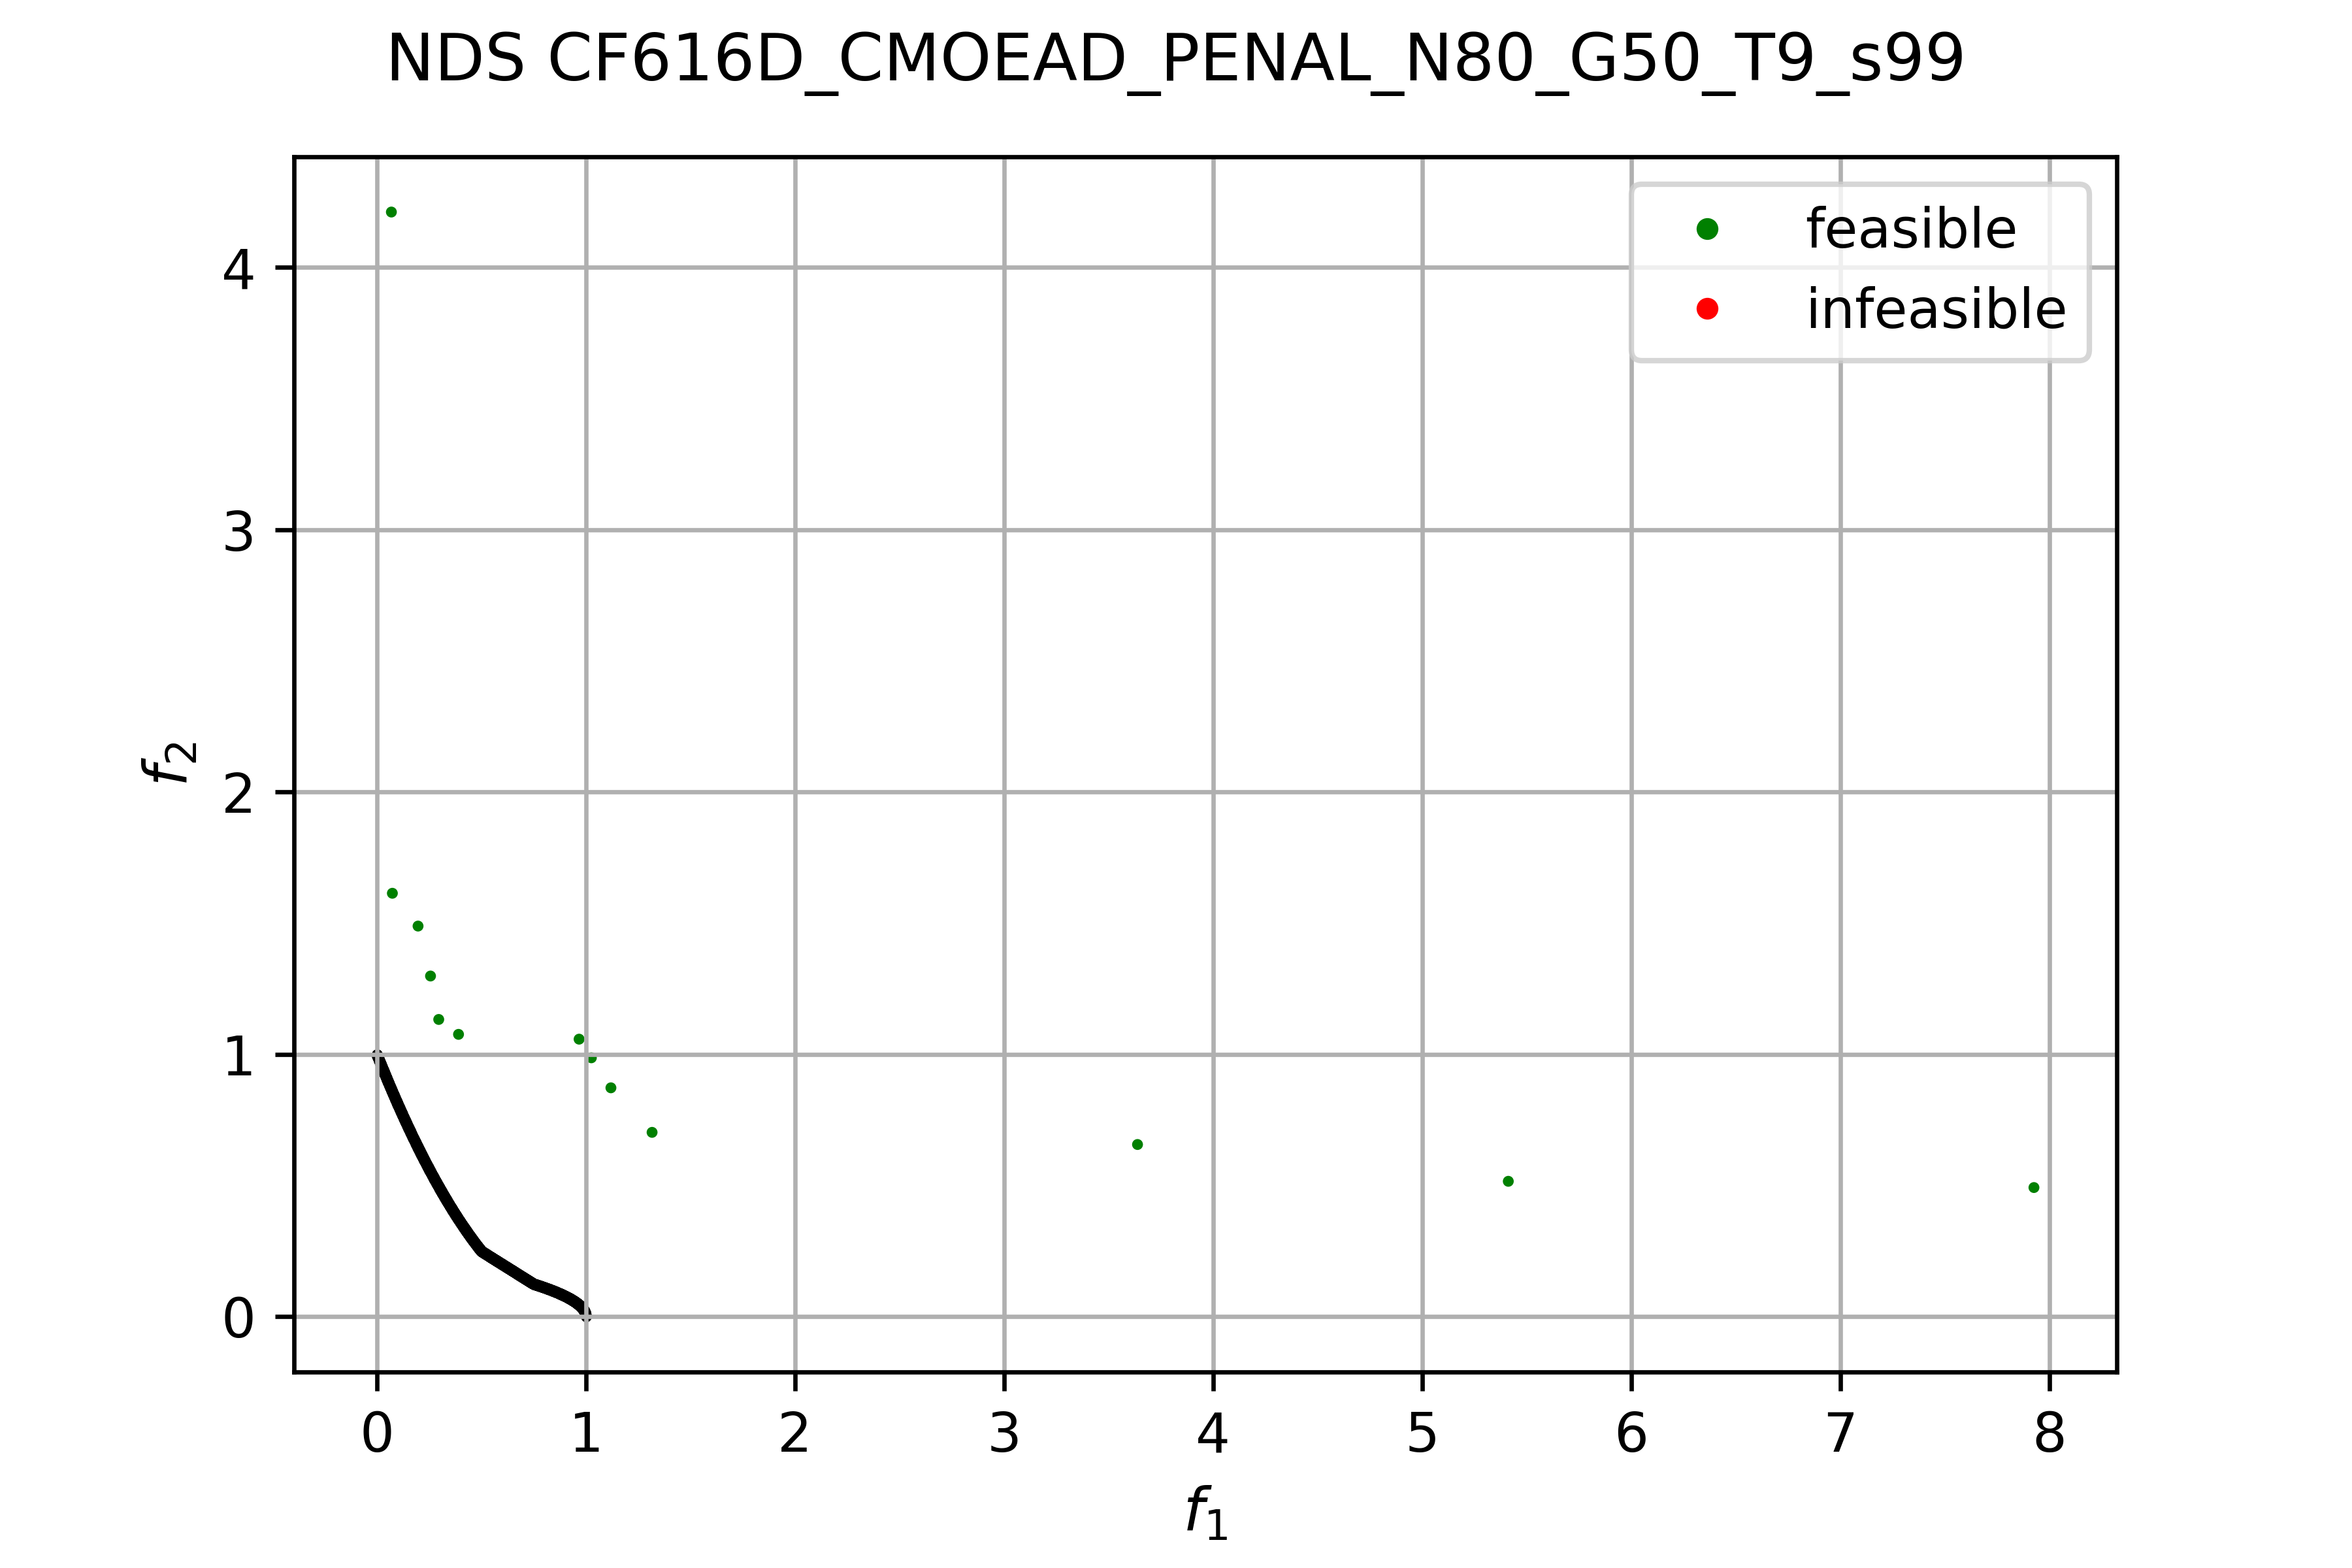 NDS CF616D_CMOEAD_PENAL_N80_G50_T9_s99
feasible
infeasible
4
3
2
1
0
f2
0 1 2 3 4 5 6 7 8
f1